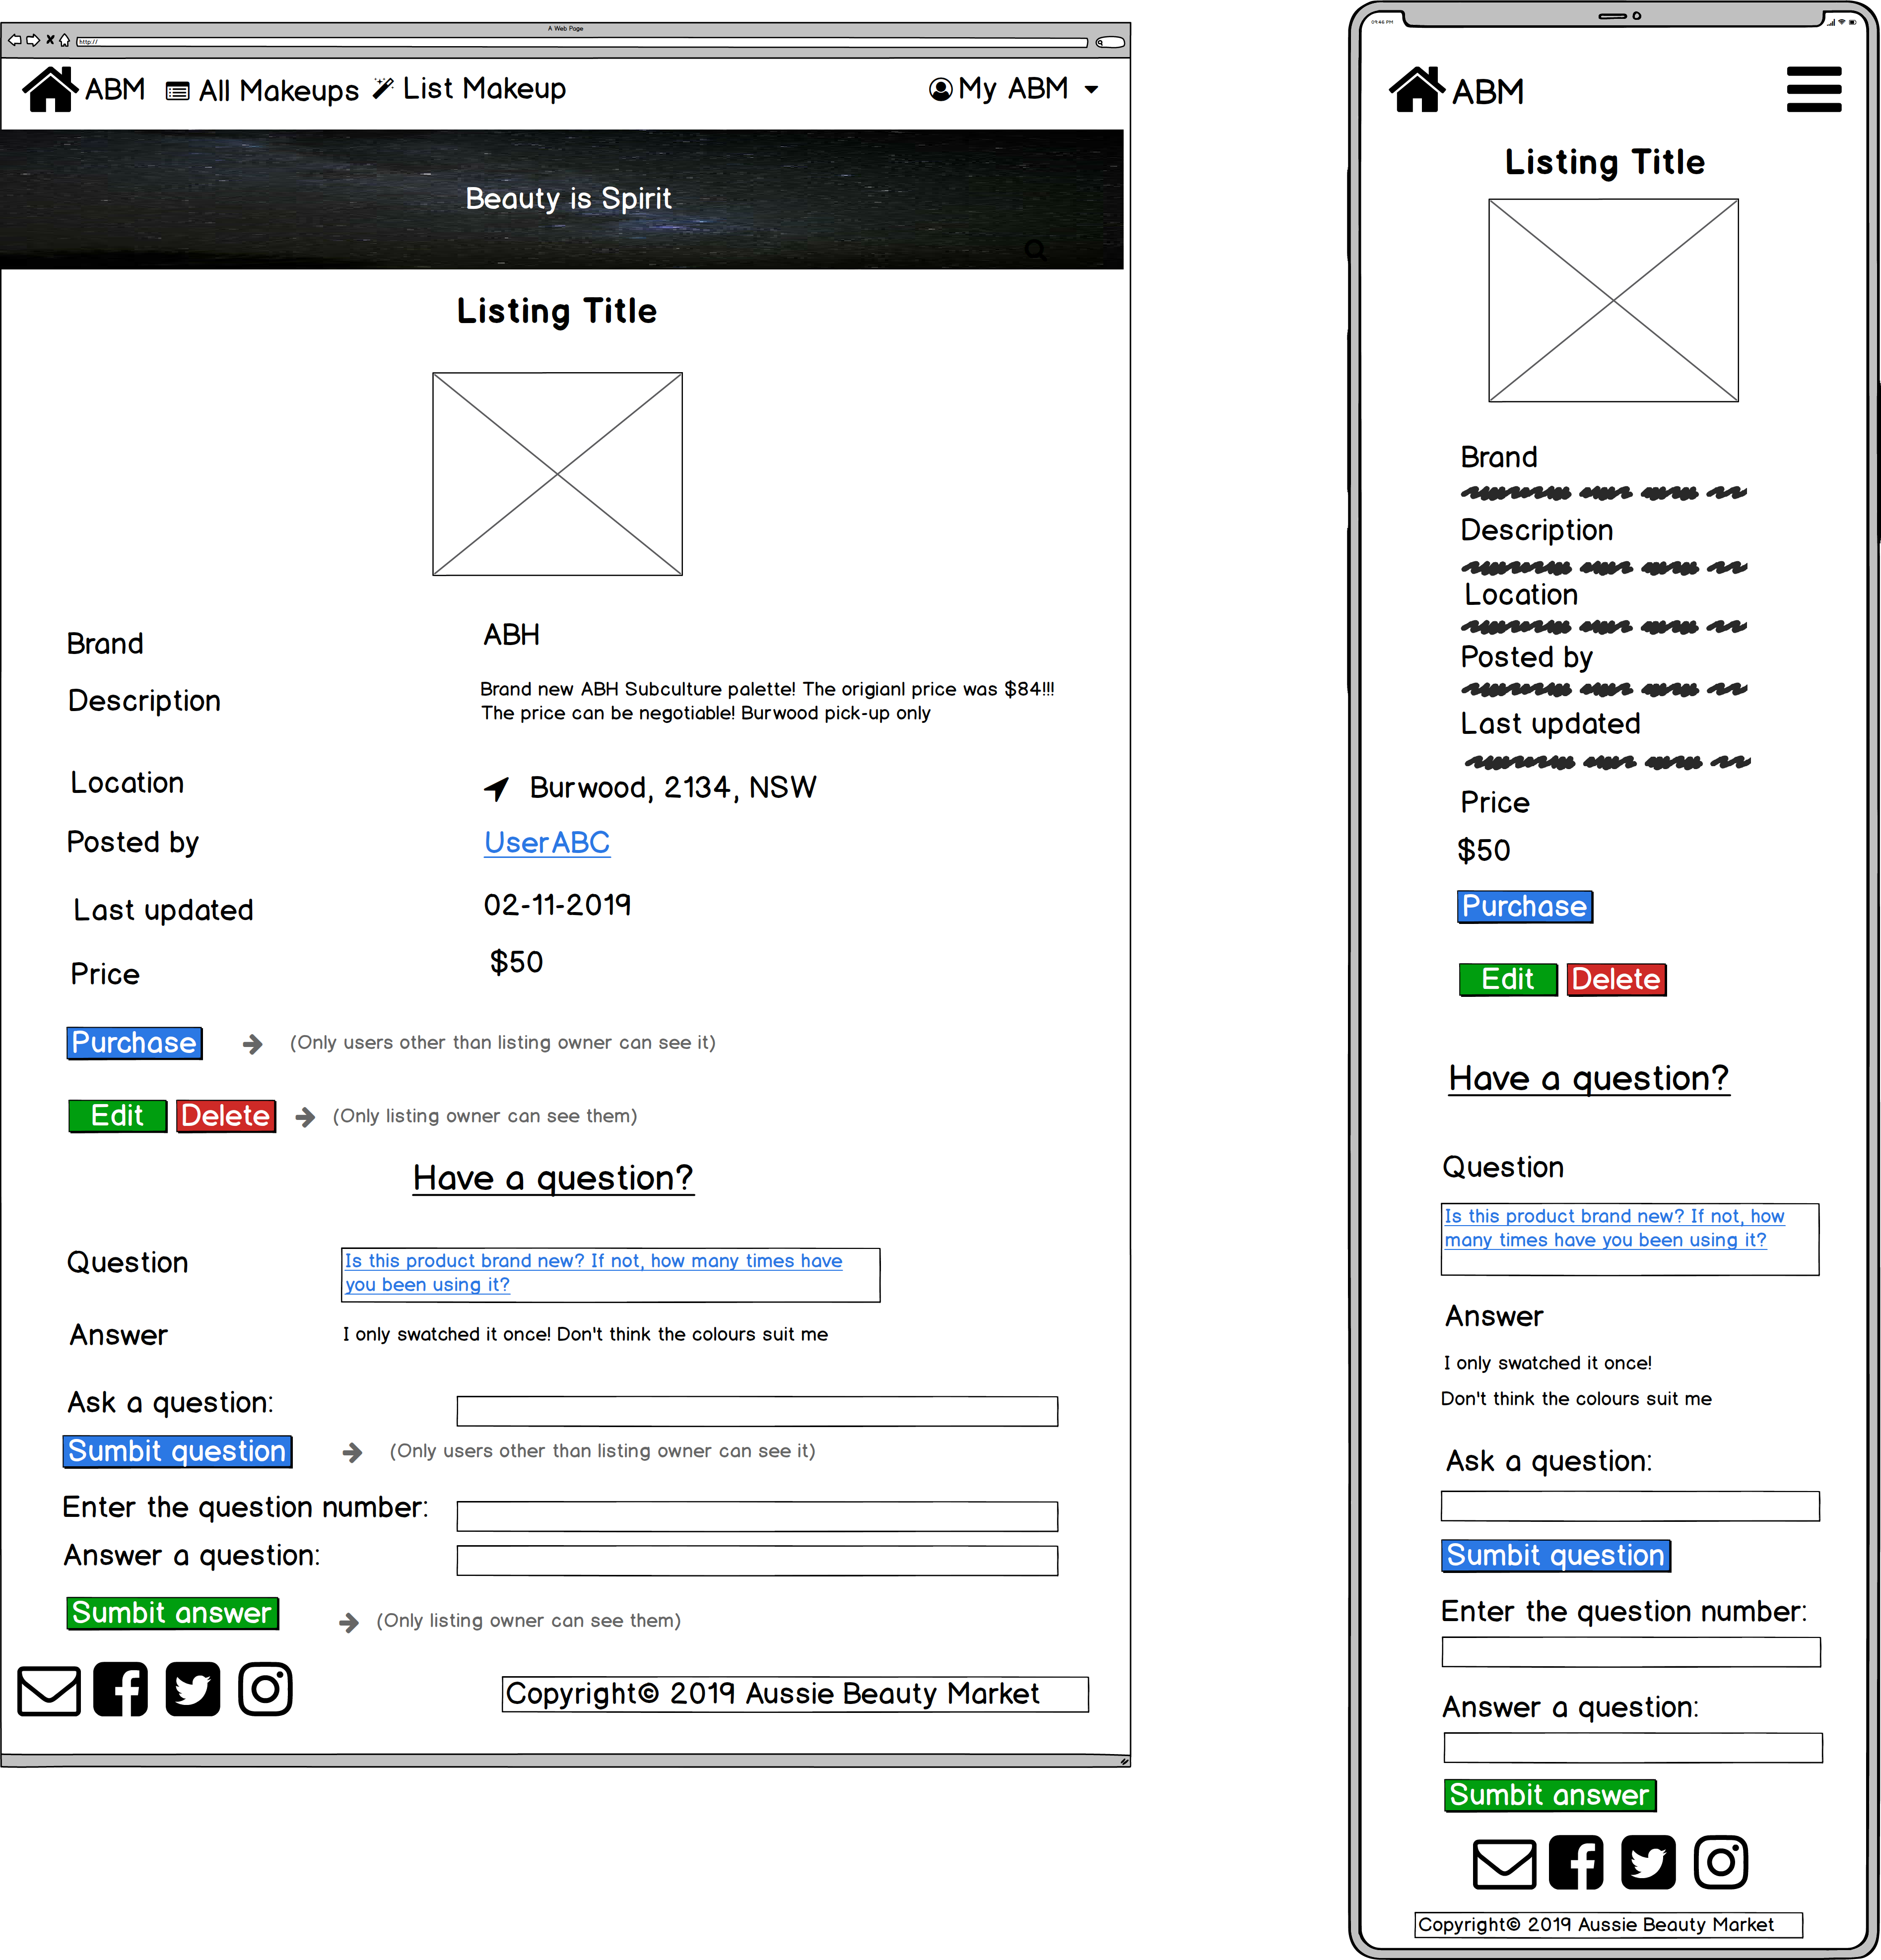 A Web Page
http://
ABM All Makeups List Makeup My ABM
Beauty is Spirit
Listing Title
Brand ABH
Description Brand new ABH Subculture palette! The origianl price was $84!!!
The price can be negotiable! Burwood pick-up only
Location Burwood, 2134, NSW
Posted by UserABC
Last updated 02-11-2019
Price $50
Purchase (Only users other than listing owner can see it)
Edit Delete (Only listing owner can see them)
Have a question?
Question Is this product brand new? If not, how many times have
you been using it?
Answer I only swatched it once! Don't think the colours suit me
Ask a question:
Sumbit question (Only users other than listing owner can see it)
Enter the question number:
Answer a question:
Sumbit answer (Only listing owner can see them)
Copyright© 2019 Aussie Beauty Market
09:46 PM
ABM
Listing Title
Brand
Description
Location
Posted by
Last updated
Price
$50
Purchase
Edit Delete
Have a question?
Question
Is this product brand new? If not, how
many times have you been using it?
Answer
I only swatched it once!
Don't think the colours suit me
Ask a question:
Sumbit question
Enter the question number:
Answer a question:
Sumbit answer
Copyright© 2019 Aussie Beauty Market